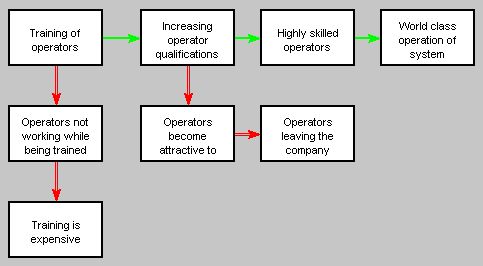 Training of
operators
Increasing
operator
qualifications
Highly skilled
operators
World class
operation of
system
Operators not
working while
being trained
Operators
become
attractive to
Operators
leaving the
company
Training is
expensive